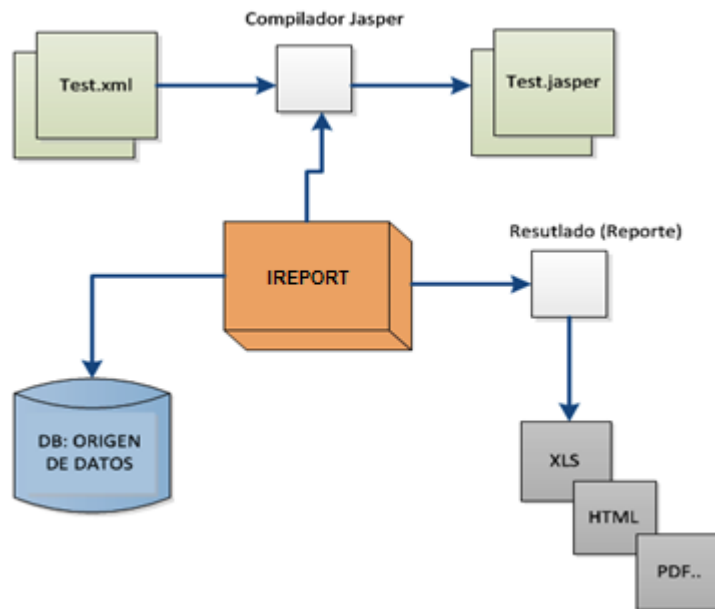 Compilador Jasper
Test.xml
Test.jasper
IREPORT
Resutlado (Reporte)
DB: ORIGEN
DE DATOS
XLS
HTML
PDF..